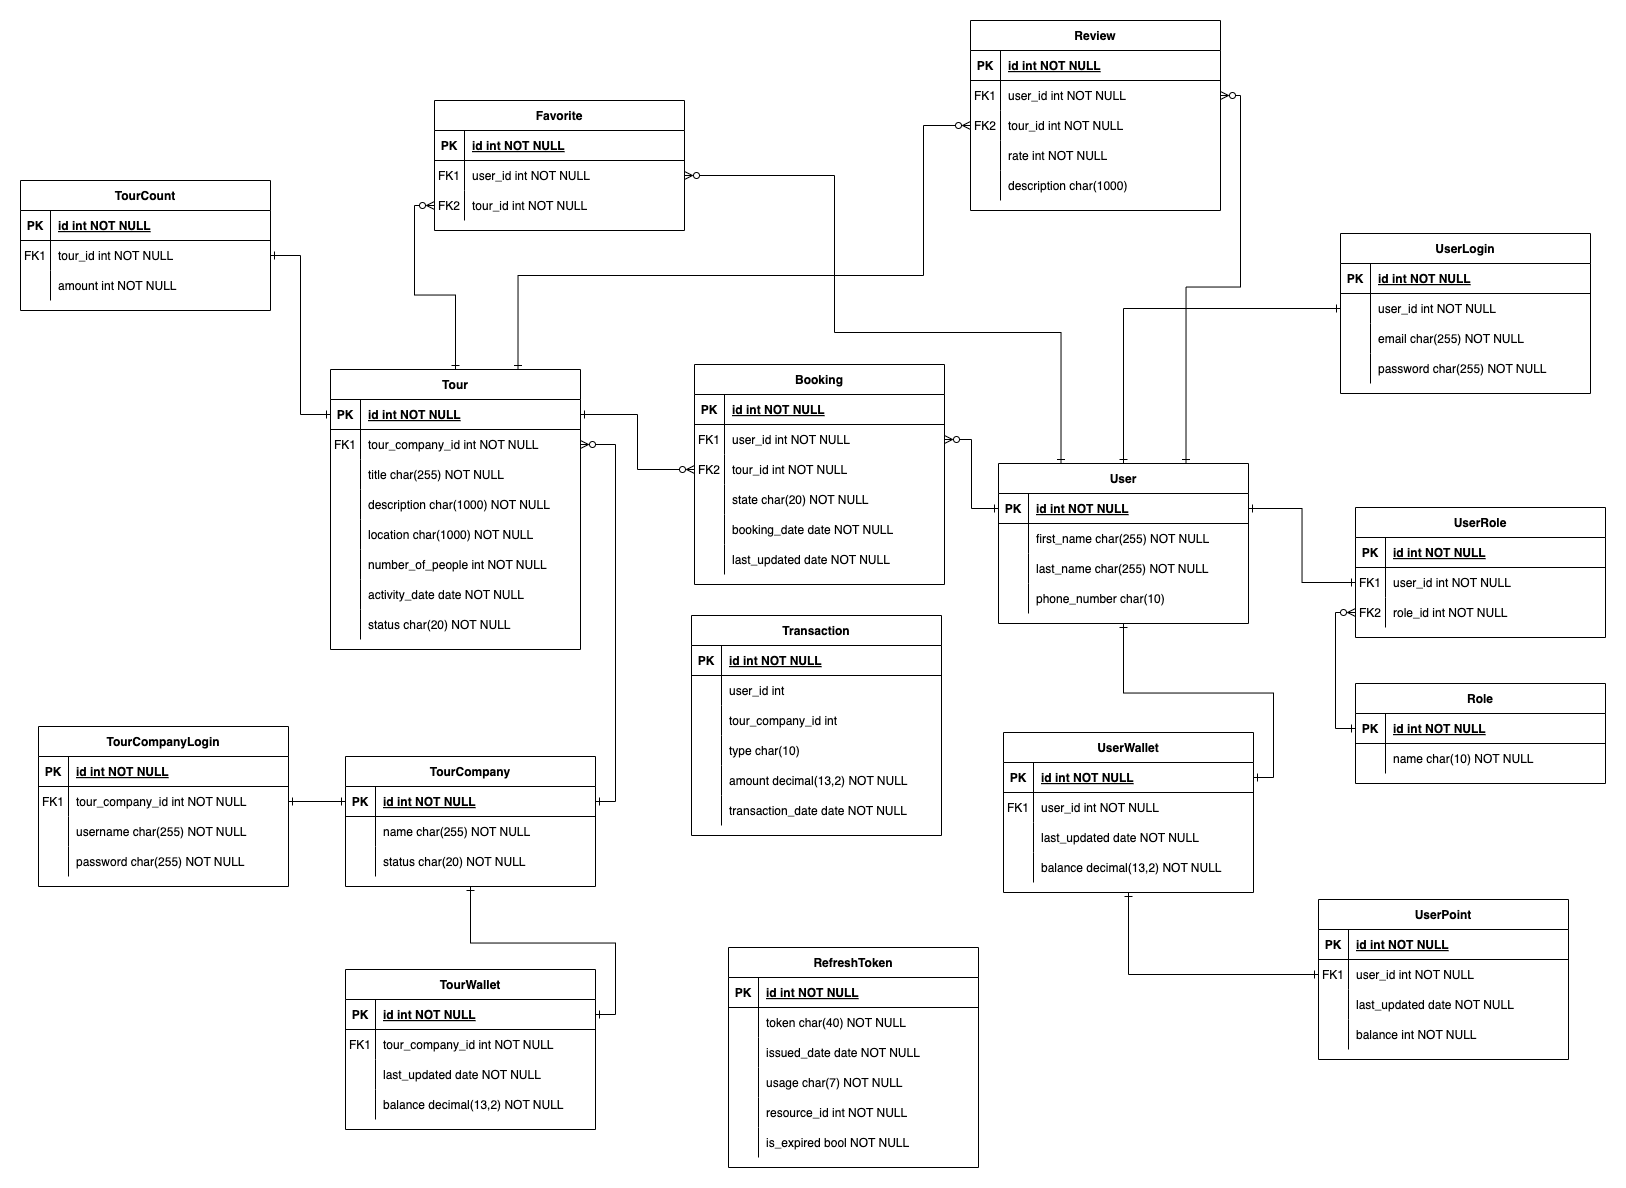 Review
PK id int NOT NULL
FK1 user_id int NOT NULL
FK2 tour_id int NOT NULL
rate int NOT NULL
description char(1000)
Favorite
PK id int NOT NULL
FK1 user_id int NOT NULL
FK2 tour_id int NOT NULL
TourCount
PK id int NOT NULL
FK1 tour_id int NOT NULL
amount int NOT NULL
UserLogin
PK id int NOT NULL
user_id int NOT NULL
email char(255) NOT NULL
password char(255) NOT NULL
Tour
PK id int NOT NULL
FK1 tour_company_id int NOT NULL
title char(255) NOT NULL
description char(1000) NOT NULL
location char(1000) NOT NULL
number_of_people int NOT NULL
activity_date date NOT NULL
status char(20) NOT NULL
Booking
PK id int NOT NULL
FK1 user_id int NOT NULL
FK2 tour_id int NOT NULL
state char(20) NOT NULL
booking_date date NOT NULL
last_updated date NOT NULL
User
PK id int NOT NULL
first_name char(255) NOT NULL
last_name char(255) NOT NULL
phone_number char(10)
UserRole
PK id int NOT NULL
FK1 user_id int NOT NULL
FK2 role_id int NOT NULL
Transaction
PK id int NOT NULL
user_id int
tour_company_id int
type char(10)
amount decimal(13,2) NOT NULL
transaction_date date NOT NULL
Role
PK id int NOT NULL
name char(10) NOT NULL
TourCompanyLogin
PK id int NOT NULL
FK1 tour_company_id int NOT NULL
username char(255) NOT NULL
password char(255) NOT NULL
TourCompany
PK id int NOT NULL
name char(255) NOT NULL
status char(20) NOT NULL
UserWallet
PK id int NOT NULL
FK1 user_id int NOT NULL
last_updated date NOT NULL
balance decimal(13,2) NOT NULL
UserPoint
PK id int NOT NULL
FK1 user_id int NOT NULL
last_updated date NOT NULL
balance int NOT NULL
TourWallet
PK id int NOT NULL
FK1 tour_company_id int NOT NULL
last_updated date NOT NULL
balance decimal(13,2) NOT NULL
RefreshToken
PK id int NOT NULL
token char(40) NOT NULL
issued_date date NOT NULL
usage char(7) NOT NULL
resource_id int NOT NULL
is_expired bool NOT NULL